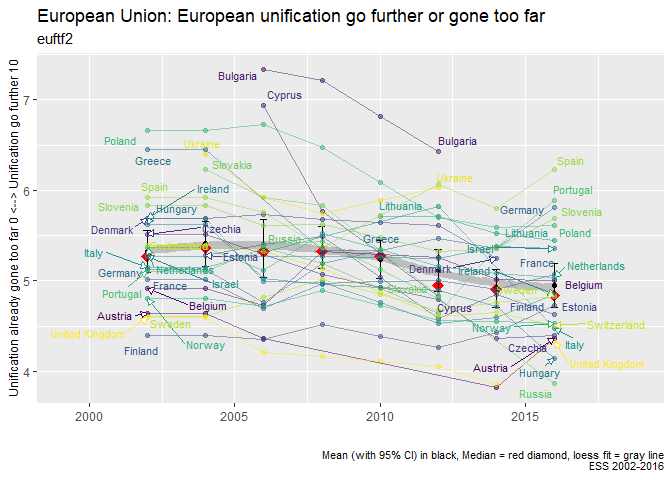 European Union: European unification go further or gone too far
euftf2
Unification already gone too far 0 <---> Unification go further 10
7
6
5
4
Bulgaria
Cyprus
Poland
Ukraine
Bulgaria
Greece
Slovakia
Spain
Spain
Ireland
Ukraine
Portugal
Slovenia
Hungary
Lithuania
Germany
Slovenia
Denmark
Czechia
Lithuania
Poland
Russia
Greece
Italy
Estonia
Israel
France
Germany
Netherlands
Denmark
Ireland
Netherlands
Portugal
France
Israel
Slovakia
Sweden
Belgium
Austria
Belgium
Cyprus
Finland
Estonia
United Kingdom
Sweden
Norway
Switzerland
Finland
Norway
Czechia
Italy
Austria
Hungary
United Kingdom
Russia
2000
2005
2010
2015
Mean (with 95% CI) in black, Median = red diamond, loess fit = gray line
ESS 2002-2016